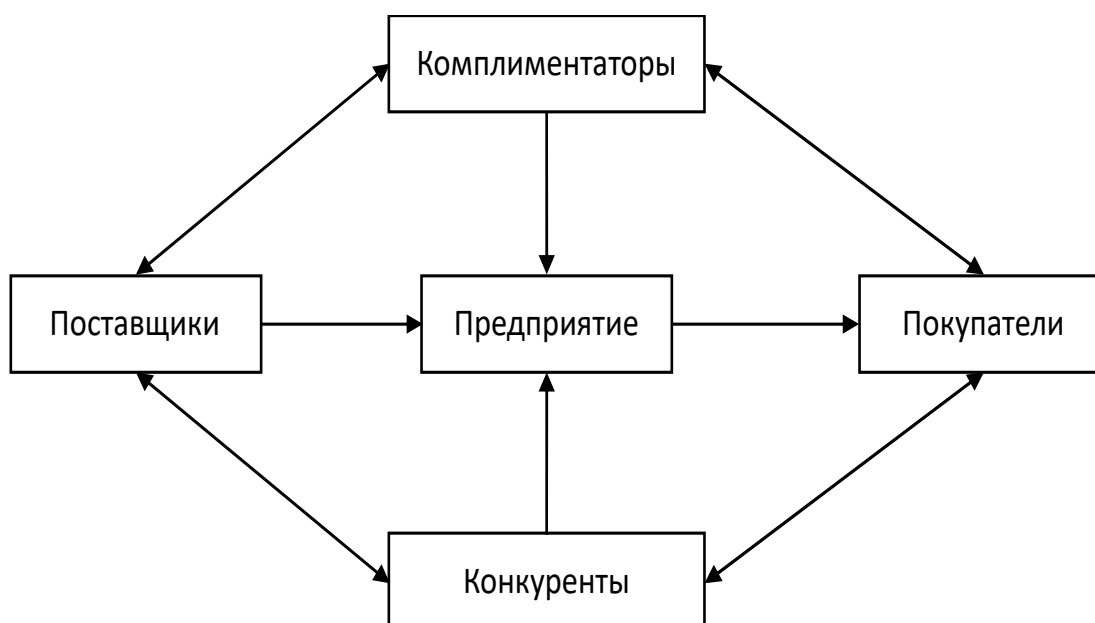 Комплиментаторы
Поставщики
Предприятие
Покупатели
Конкуренты